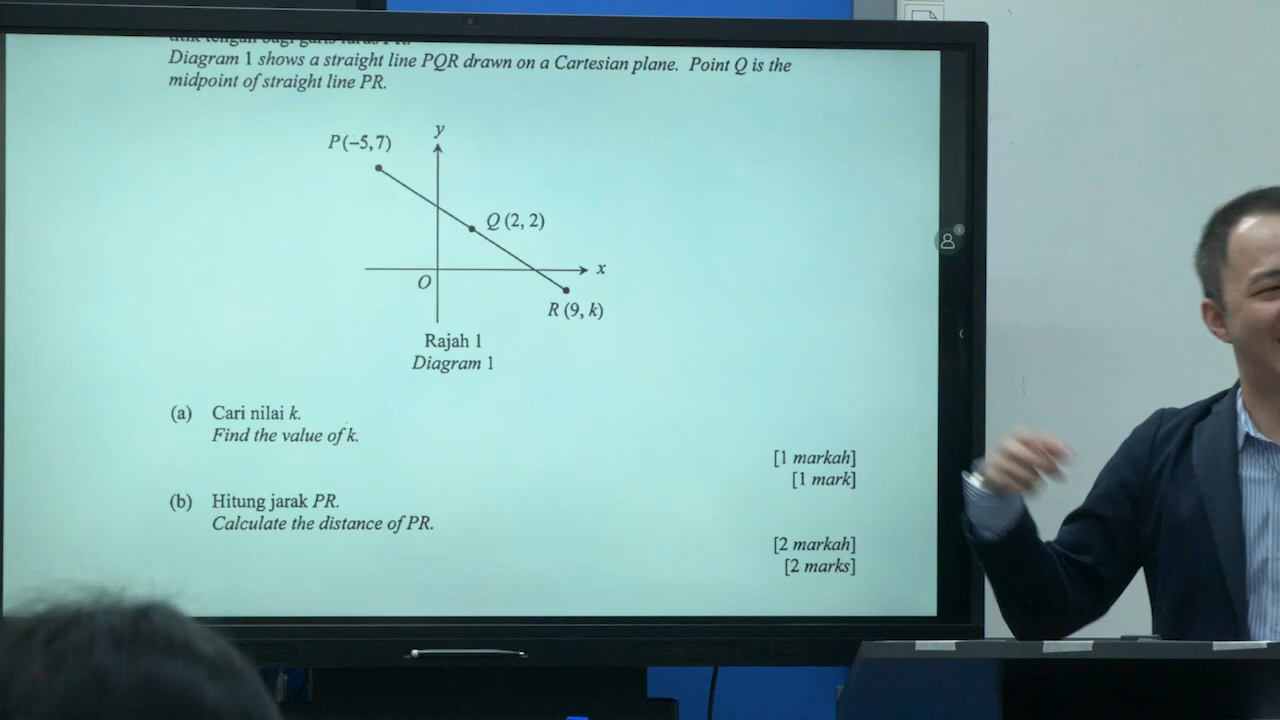 Diagram 1 shows a straight line PQR drawn on a Cartesian plane. Point Q is the
midpoint of straight line PR.
y
P(−5,7)
Q (2, 2)
x
O
R (9, k)
Rajah 1
Diagram 1
(a) Cari nilai k.
Find the value of k.
[1 markah]
[1 mark]
(b) Hitung jarak PR.
Calculate the distance of PR.
[2 markah]
[2 marks]